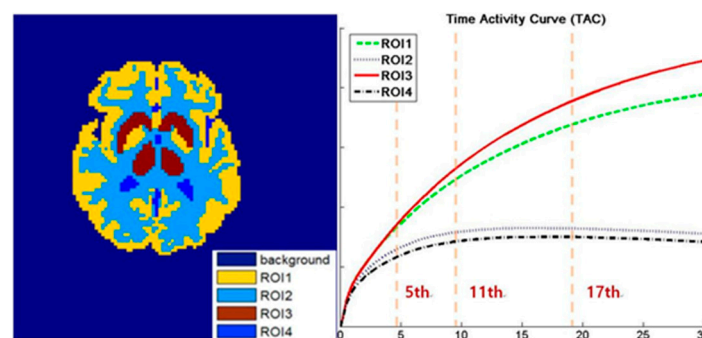 background
ROI1
ROI2
ROI3
ROI4
Time Activity Curve (TAC)
ROI1
ROI2
ROI3
ROI4
5th
11th
17th
0 5 10 15 20 25 30